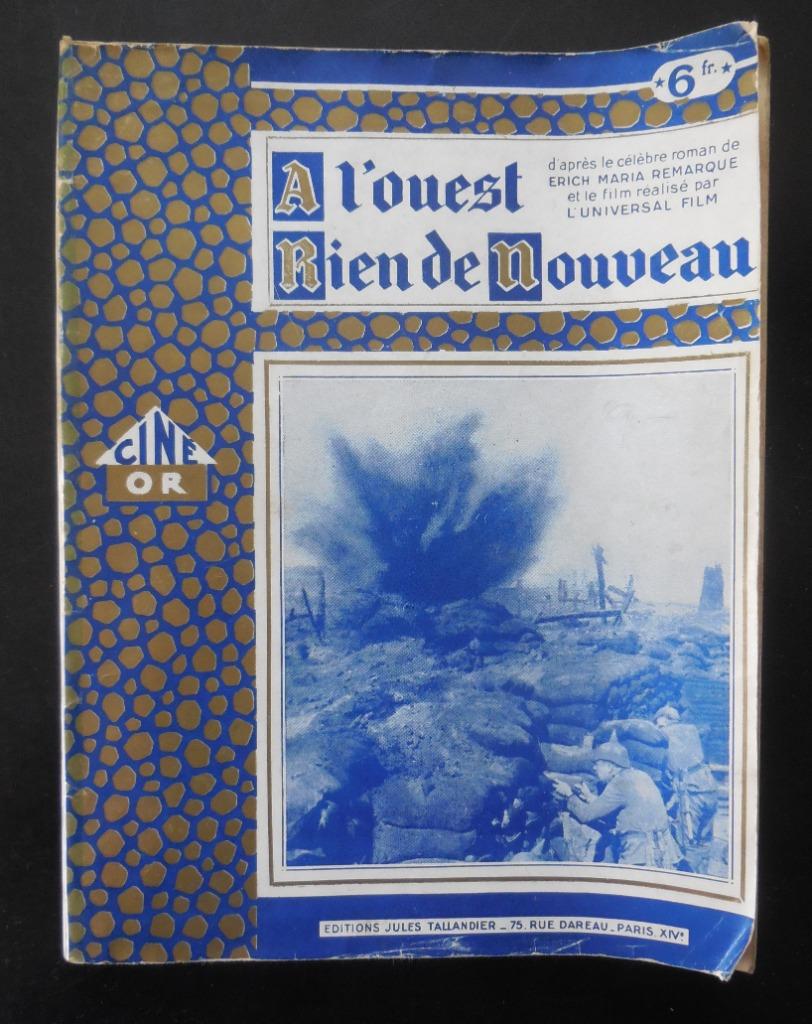 ★ 6 fr. ★
A l'ouest
Rien de Nouveau
d'après le célèbre roman de
ERICH MARIA REMARQUE
et le film réalisé par
L'UNIVERSAL FILM
CINÉ
OR
EDITIONS JULES TALLANDIER _ 75. RUE DAREAU _ PARIS. XIVe